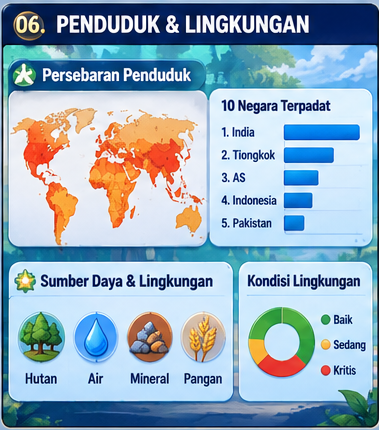 06. PENDUDUK & LINGKUNGAN
Persebaran Penduduk
10 Negara Terpadat
1. India
2. Tiongkok
3. AS
4. Indonesia
5. Pakistan
Sumber Daya & Lingkungan
Hutan
Air
Mineral
Pangan
Kondisi Lingkungan
Baik
Sedang
Kritis